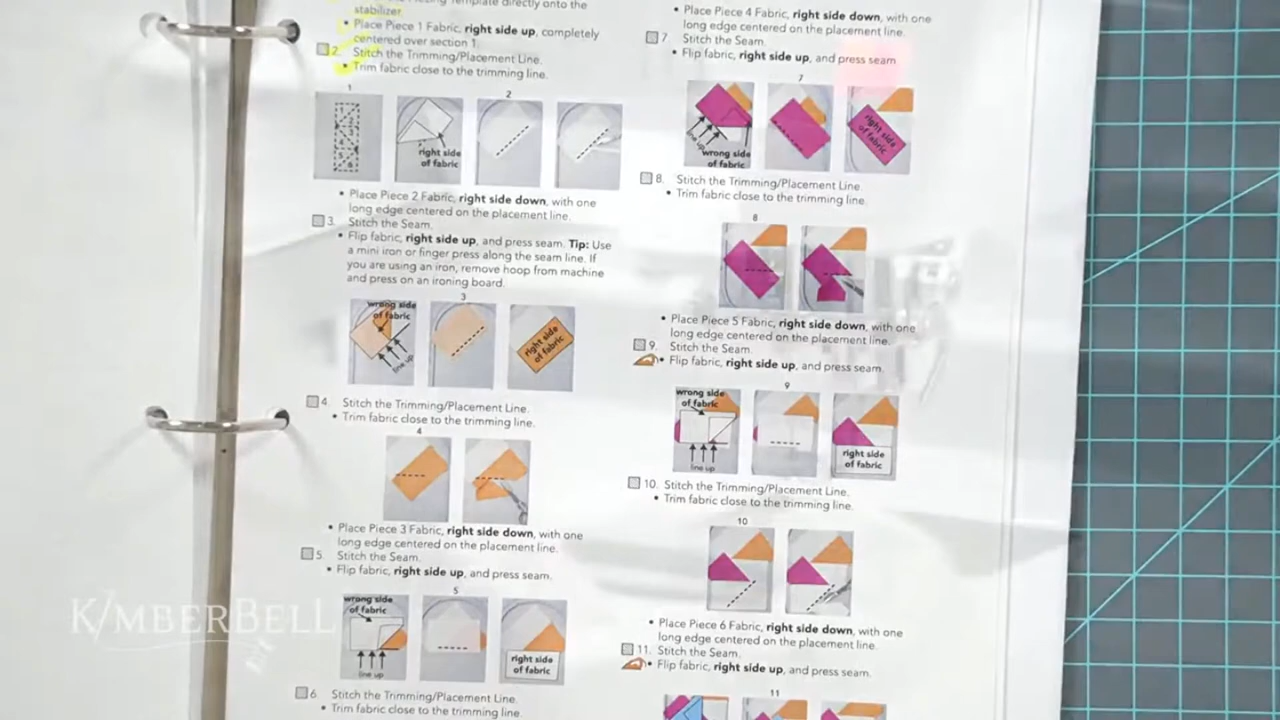 Template directly onto the
stabilizer.
• Place Piece 1 Fabric, right side up, completely
centered over section 1.
2. Stitch the Trimming/Placement Line.
• Trim fabric close to the trimming line.
1
2
right side
of fabric
• Place Piece 2 Fabric, right side down, with one
long edge centered on the placement line.
3. Stitch the Seam.
• Flip fabric, right side up, and press seam. Tip: Use
a mini iron or finger press along the seam line. If
you are using an iron, remove hoop from machine
and press on an ironing board.
3
wrong side
of fabric
line up
right side
of fabric
4. Stitch the Trimming/Placement Line.
• Trim fabric close to the trimming line.
4
• Place Piece 3 Fabric, right side down, with one
long edge centered on the placement line.
5. Stitch the Seam.
• Flip fabric, right side up, and press seam.
5
wrong side
of fabric
line up
right side
of fabric
6. Stitch the Trimming/Placement Line.
• Trim fabric close to the trimming line.
• Place Piece 4 Fabric, right side down, with one
long edge centered on the placement line.
7. Stitch the Seam.
• Flip fabric, right side up, and press seam
7
wrong side
of fabric
right side
of fabric
8. Stitch the Trimming/Placement Line.
• Trim fabric close to the trimming line.
8
• Place Piece 5 Fabric, right side down, with one
long edge centered on the placement line.
9. Stitch the Seam.
• Flip fabric, right side up, and press seam.
9
wrong side
of fabric
line up
right side
of fabric
10. Stitch the Trimming/Placement Line.
• Trim fabric close to the trimming line.
10
• Place Piece 6 Fabric, right side down, with one
long edge centered on the placement line.
11. Stitch the Seam.
• Flip fabric, right side up, and press seam.
11
KIMBERBELL